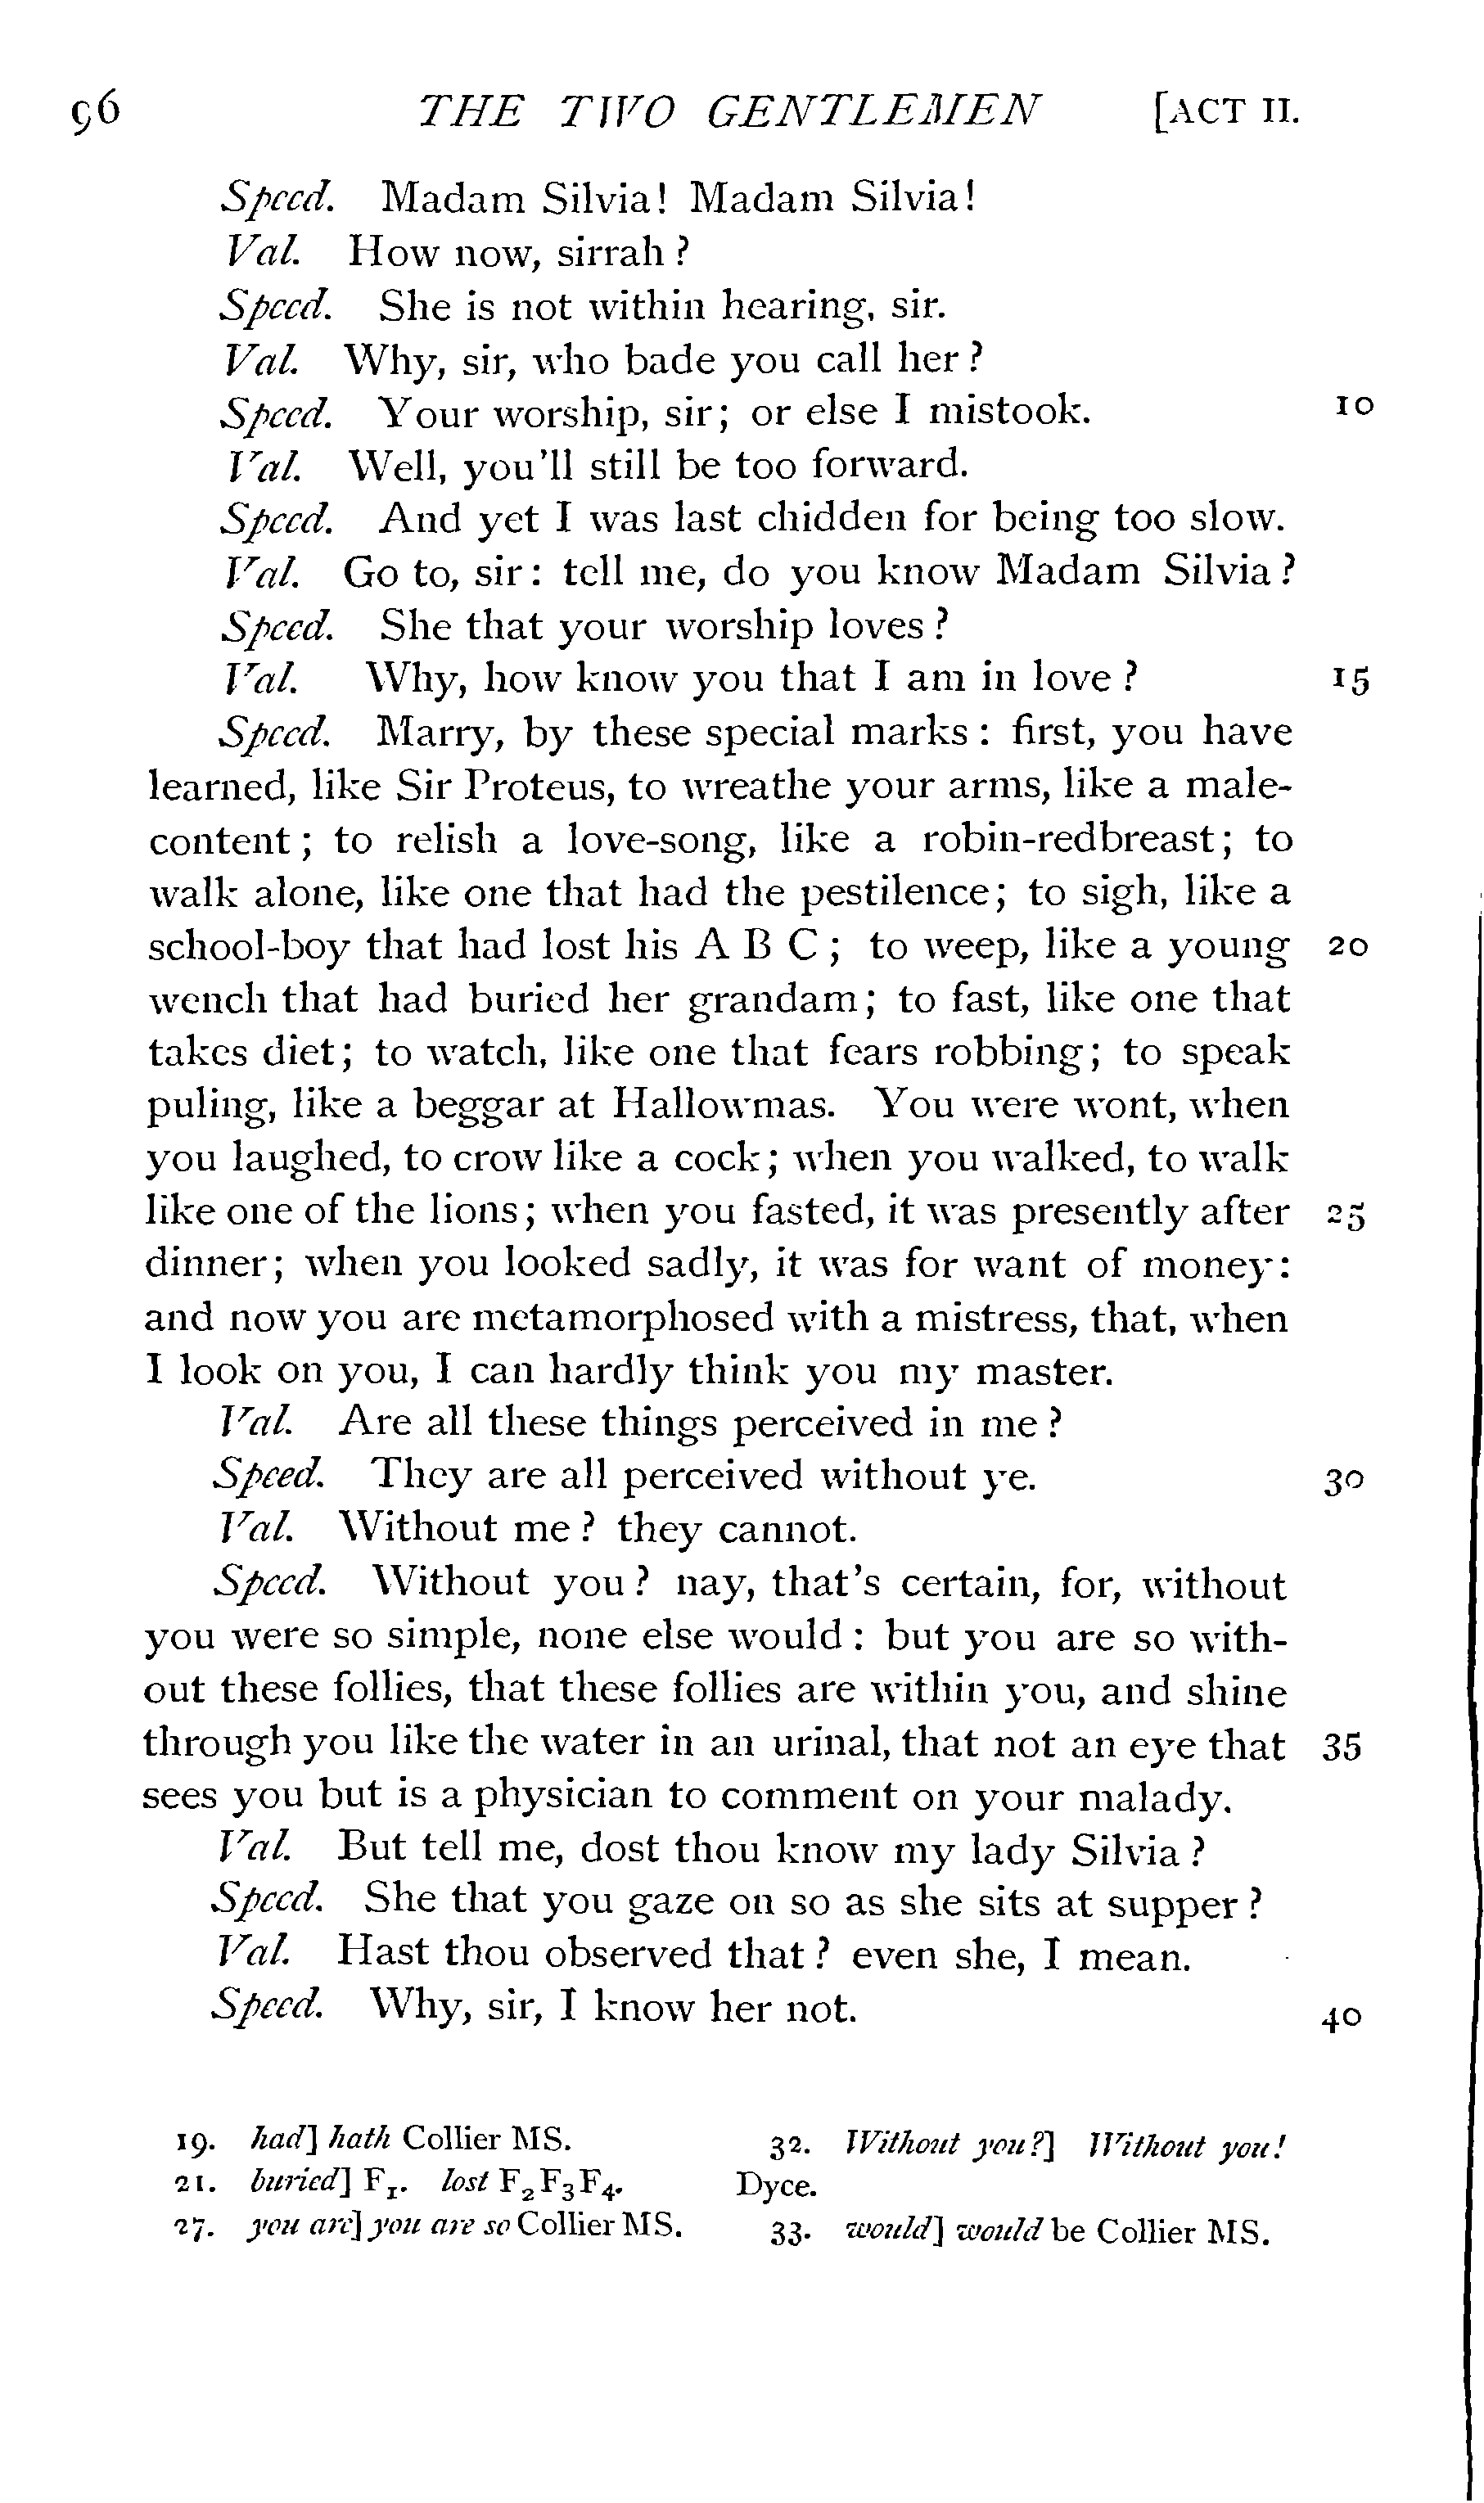 96 THE TWO GENTLEMEN [ACT II.
Speed. Madam Silvia! Madam Silvia!
Val. How now, sirrah?
Speed. She is not within hearing, sir.
Val. Why, sir, who bade you call her?
Speed. Your worship, sir; or else I mistook. 10
Val. Well, you'll still be too forward.
Speed. And yet I was last chidden for being too slow.
Val. Go to, sir: tell me, do you know Madam Silvia?
Speed. She that your worship loves?
Val. Why, how know you that I am in love? 15
Speed. Marry, by these special marks: first, you have
learned, like Sir Proteus, to wreathe your arms, like a male-
content; to relish a love-song, like a robin-redbreast; to
walk alone, like one that had the pestilence; to sigh, like a
school-boy that had lost his A B C; to weep, like a young 20
wench that had buried her grandam; to fast, like one that
takes diet; to watch, like one that fears robbing; to speak
puling, like a beggar at Hallowmas. You were wont, when
you laughed, to crow like a cock; when you walked, to walk
like one of the lions; when you fasted, it was presently after 25
dinner; when you looked sadly, it was for want of money:
and now you are metamorphosed with a mistress, that, when
I look on you, I can hardly think you my master.
Val. Are all these things perceived in me?
Speed. They are all perceived without ye. 30
Val. Without me? they cannot.
Speed. Without you? nay, that's certain, for, without
you were so simple, none else would: but you are so with-
out these follies, that these follies are within you, and shine
through you like the water in an urinal, that not an eye that 35
sees you but is a physician to comment on your malady.
Val. But tell me, dost thou know my lady Silvia?
Speed. She that you gaze on so as she sits at supper?
Val. Hast thou observed that? even she, I mean.
Speed. Why, sir, I know her not. 40
19. had] hath Collier MS.
21. buried] F1. lost F2F3F4.
27. you are] you are so Collier MS.
32. Without you?] Without you!
Dyce.
33. would] would be Collier MS.